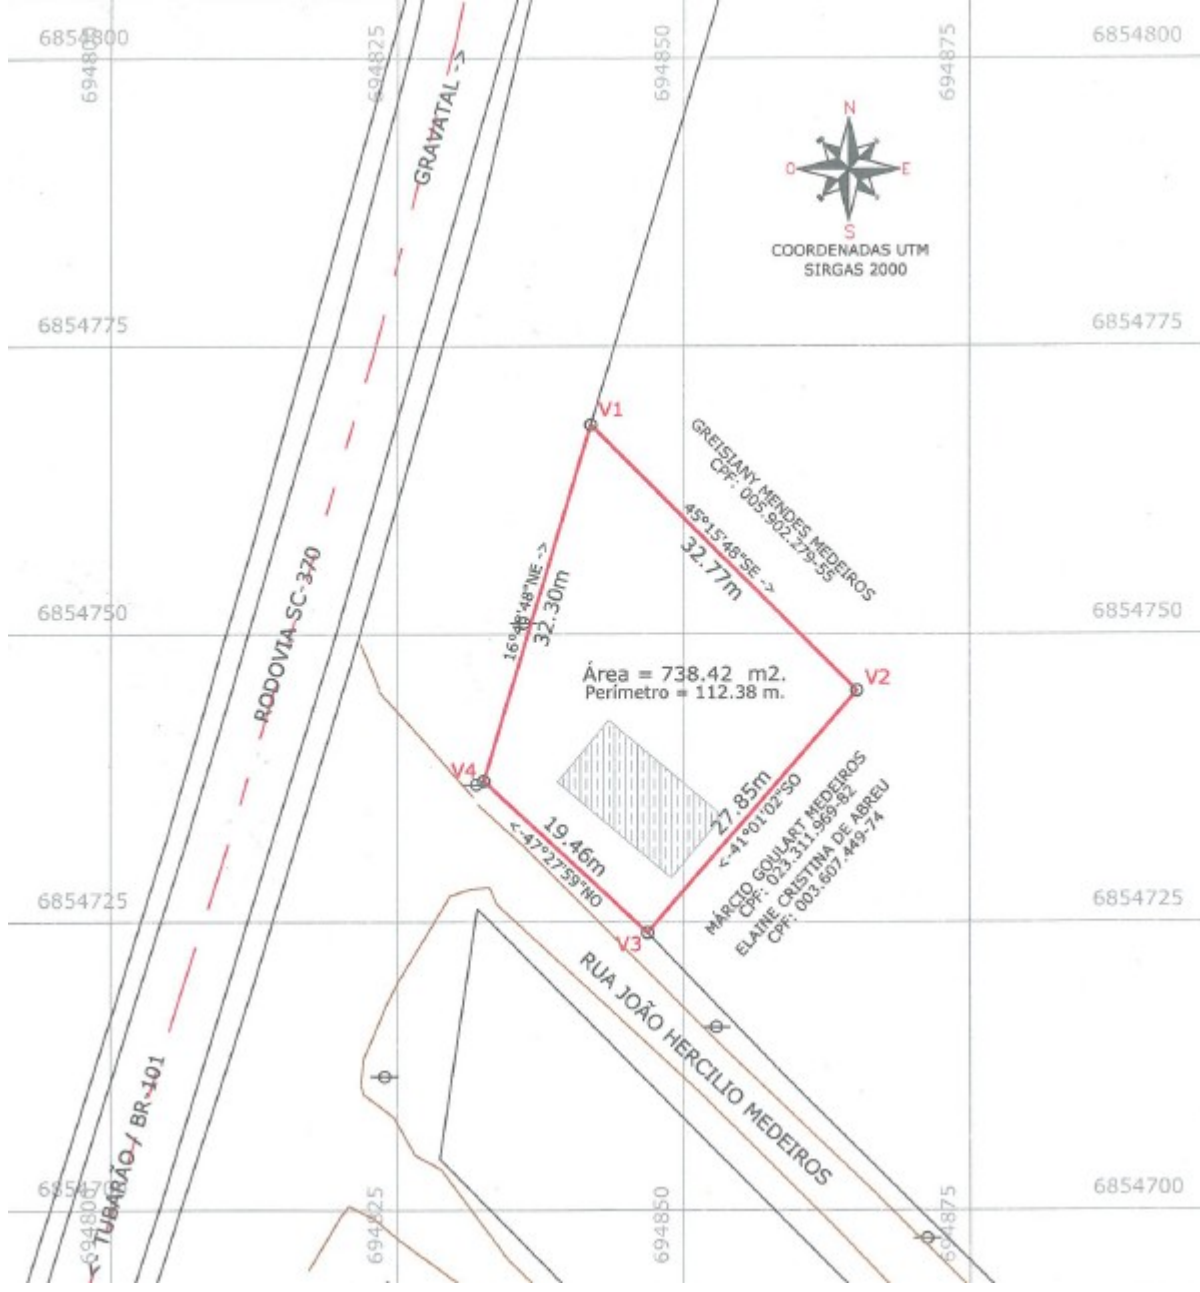 6854800
694800
694825
694850
694875
6854800
GRAVATAL ->
N
O
E
S
COORDENADAS UTM
SIRGAS 2000
6854775
6854775
V1
GREISIANY MENDES MEDEIROS
CPF: 005.902.279-55
45°15'48"SE ->
32.77m
16°48'48"NE ->
32.30m
RODOVIA SC-370
6854750
6854750
Área = 738.42 m2.
Perímetro = 112.38 m.
V2
V4
27.85m
<-41°01'02"SO
MÁRCIO GOULART MEDEIROS
CPF: 023.311.969-82
ELAINE CRISTINA DE ABREU
CPF: 003.607.449-74
19.46m
<-47°27'59"NO
6854725
6854725
V3
RUA JOÃO HERCILIO MEDEIROS
<- TUBARÃO / BR-101
6854700
6854700
694800
694825
694850
694875